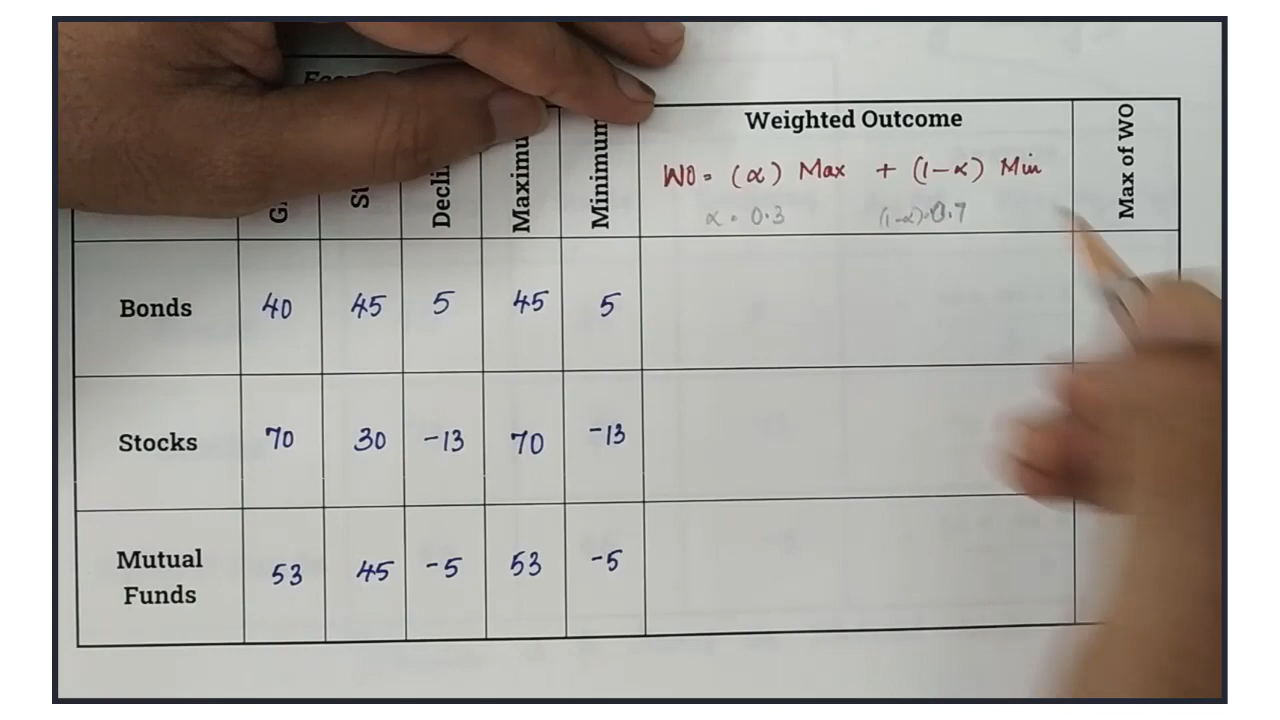 Decli
Maximu
Minimum
Weighted Outcome
Max of WO
WO = (α) Max + (1-α) Min
α = 0.3 (1-α)=0.7
Bonds 40 45 5 45 5
Stocks 70 30 -13 70 -13
Mutual
Funds 53 45 -5 53 -5